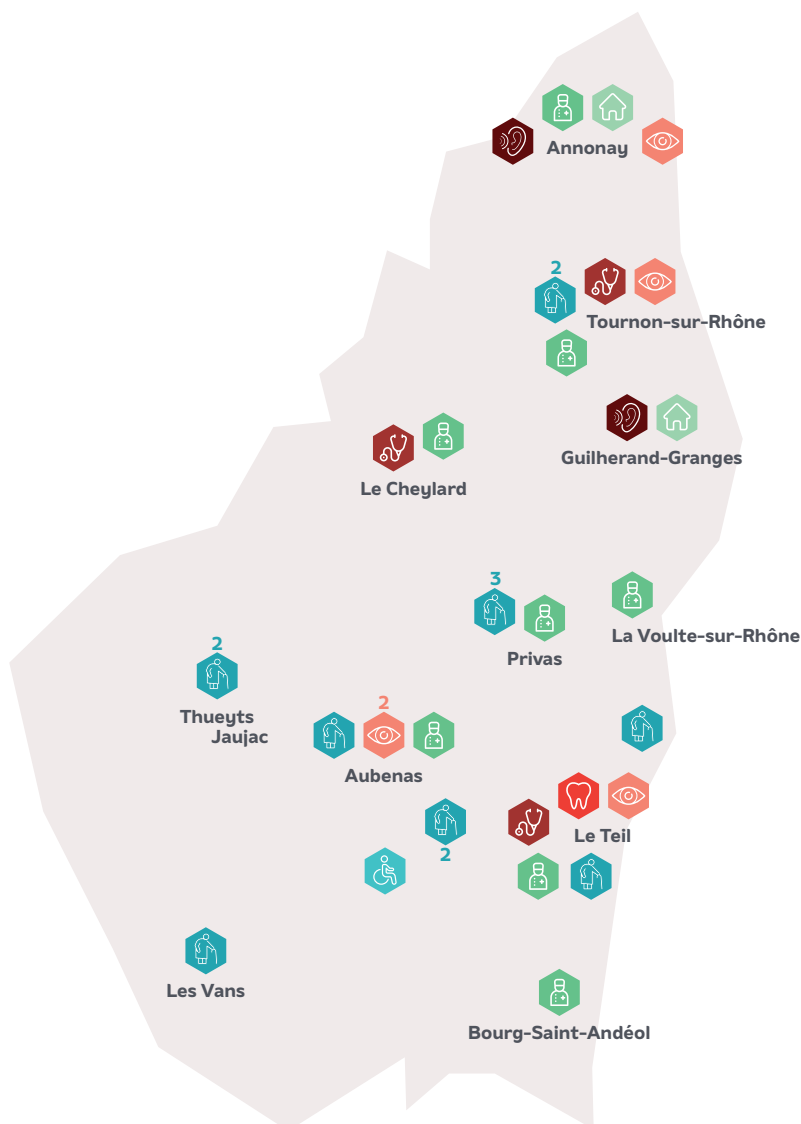 Annonay
2
Tournon-sur-Rhône
Guilherand-Granges
Le Cheylard
3
La Voulte-sur-Rhône
Privas
2
Thueyts
Jaujac
2
Aubenas
Le Teil
2
Les Vans
Bourg-Saint-Andéol